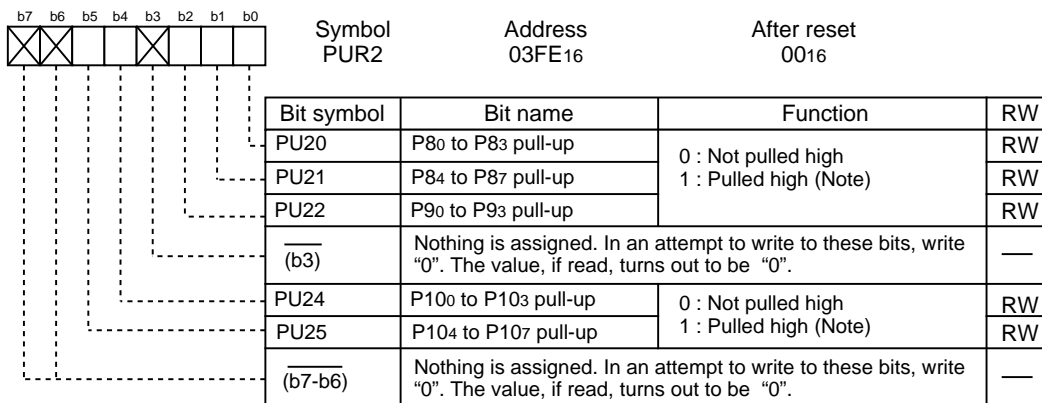 b7 b6 b5 b4 b3 b2 b1 b0
Symbol Address After reset
PUR2 03FE16 0016
Bit symbol Bit name Function RW
PU20 P80 to P83 pull-up 0 : Not pulled high RW
PU21 P84 to P87 pull-up 1 : Pulled high (Note) RW
PU22 P90 to P93 pull-up RW
(b3) Nothing is assigned. In an attempt to write to these bits, write
“0”. The value, if read, turns out to be “0”. —
PU24 P100 to P103 pull-up 0 : Not pulled high RW
PU25 P104 to P107 pull-up 1 : Pulled high (Note) RW
(b7-b6) Nothing is assigned. In an attempt to write to these bits, write
“0”. The value, if read, turns out to be “0”. —